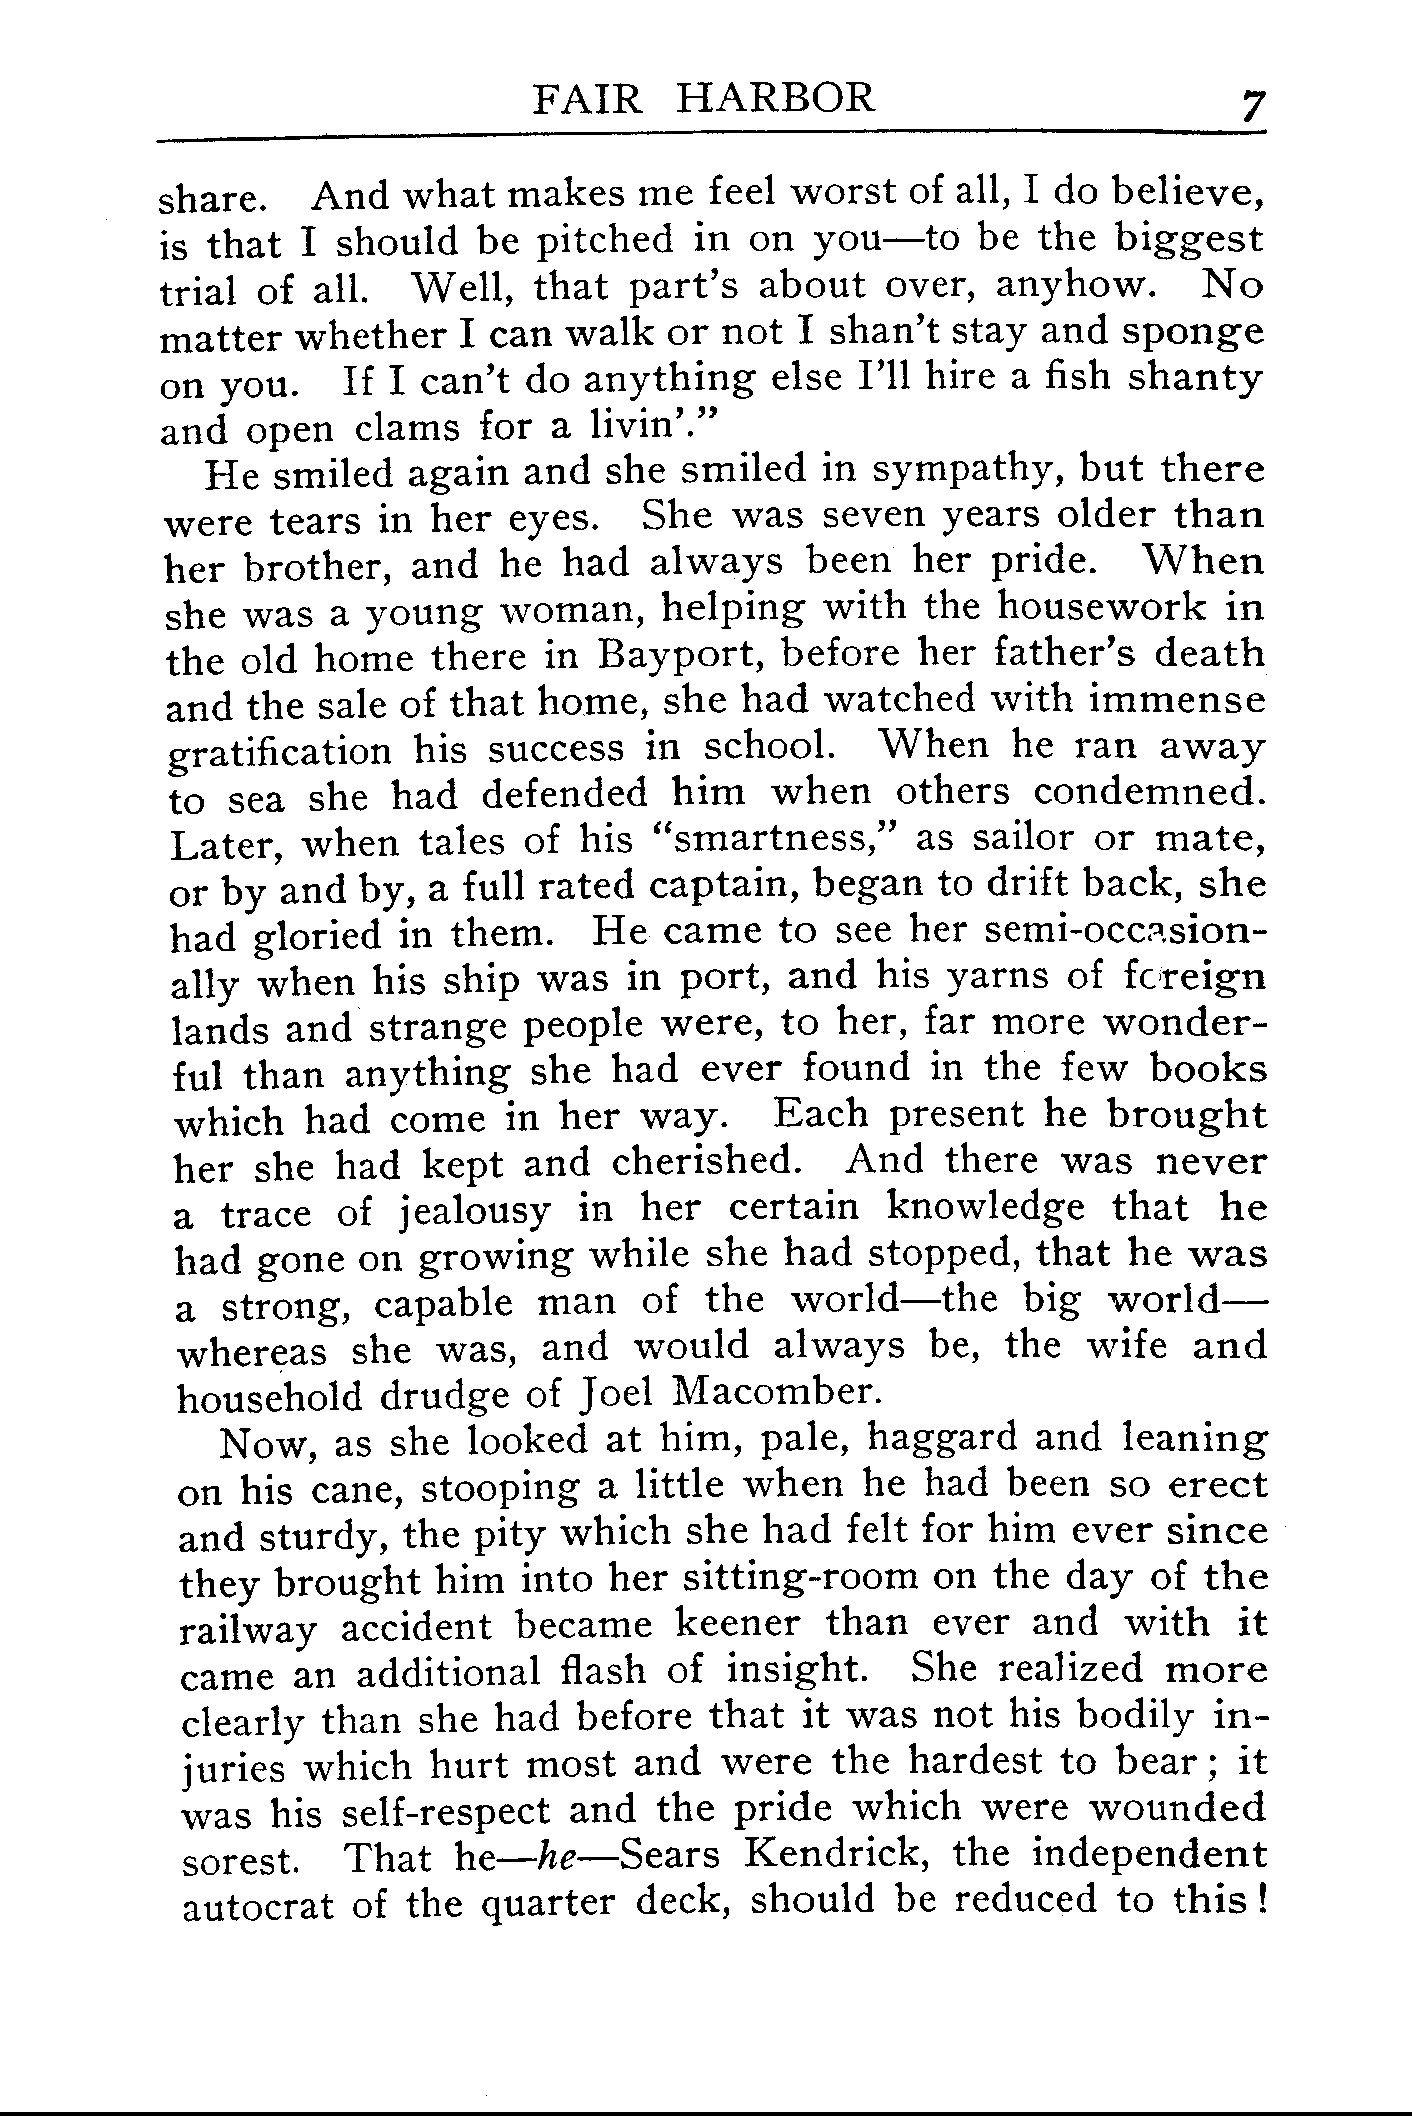 FAIR HARBOR 7
share. And what makes me feel worst of all, I do believe,
is that I should be pitched in on you—to be the biggest
trial of all. Well, that part's about over, anyhow. No
matter whether I can walk or not I shan't stay and sponge
on you. If I can't do anything else I'll hire a fish shanty
and open clams for a livin'."
He smiled again and she smiled in sympathy, but there
were tears in her eyes. She was seven years older than
her brother, and he had always been her pride. When
she was a young woman, helping with the housework in
the old home there in Bayport, before her father's death
and the sale of that home, she had watched with immense
gratification his success in school. When he ran away
to sea she had defended him when others condemned.
Later, when tales of his "smartness," as sailor or mate,
or by and by, a full rated captain, began to drift back, she
had gloried in them. He came to see her semi-occasion-
ally when his ship was in port, and his yarns of foreign
lands and strange people were, to her, far more wonder-
ful than anything she had ever found in the few books
which had come in her way. Each present he brought
her she had kept and cherished. And there was never
a trace of jealousy in her certain knowledge that he
had gone on growing while she had stopped, that he was
a strong, capable man of the world—the big world—
whereas she was, and would always be, the wife and
household drudge of Joel Macomber.
Now, as she looked at him, pale, haggard and leaning
on his cane, stooping a little when he had been so erect
and sturdy, the pity which she had felt for him ever since
they brought him into her sitting-room on the day of the
railway accident became keener than ever and with it
came an additional flash of insight. She realized more
clearly than she had before that it was not his bodily in-
juries which hurt most and were the hardest to bear; it
was his self-respect and the pride which were wounded
sorest. That he—he—Sears Kendrick, the independent
autocrat of the quarter deck, should be reduced to this!